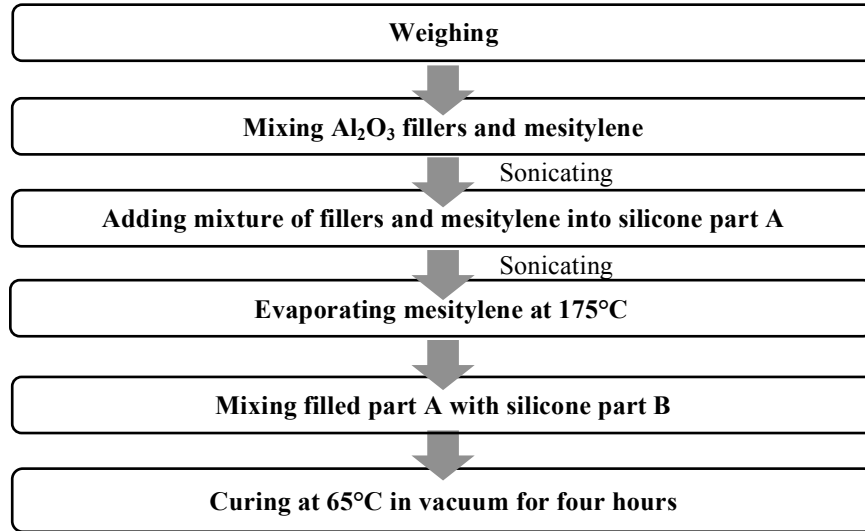 Weighing
Mixing Al₂O₃ fillers and mesitylene
Sonicating
Adding mixture of fillers and mesitylene into silicone part A
Sonicating
Evaporating mesitylene at 175°C
Mixing filled part A with silicone part B
Curing at 65°C in vacuum for four hours